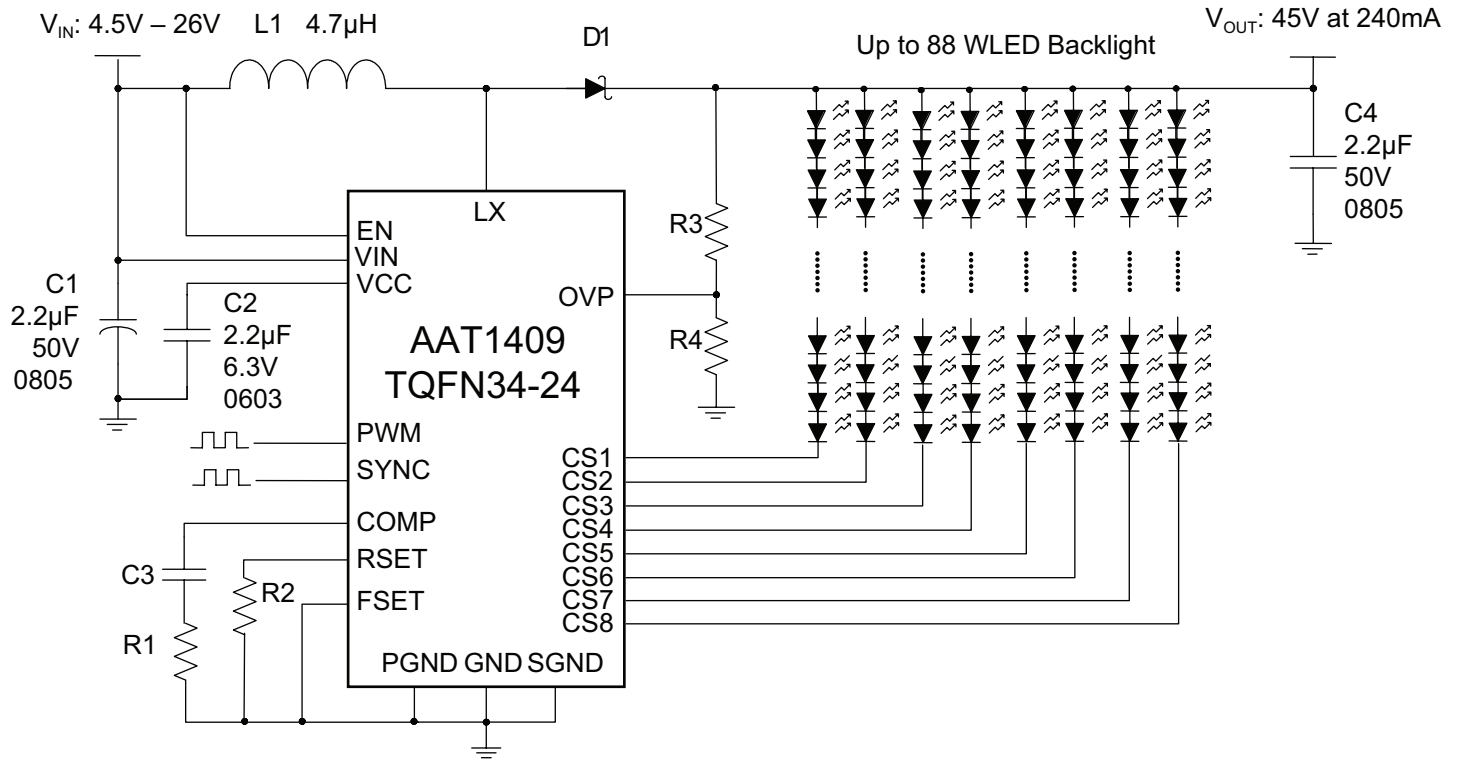 V_IN: 4.5V – 26V
L1 4.7µH
D1
Up to 88 WLED Backlight
V_OUT: 45V at 240mA
C4
2.2µF
50V
0805
LX
EN
VIN
VCC
C1
2.2µF
50V
0805
C2
2.2µF
6.3V
0603
R3
OVP
R4
AAT1409
TQFN34-24
PWM
SYNC
COMP
RSET
FSET
CS1
CS2
CS3
CS4
CS5
CS6
CS7
CS8
C3
R2
R1
PGND GND SGND